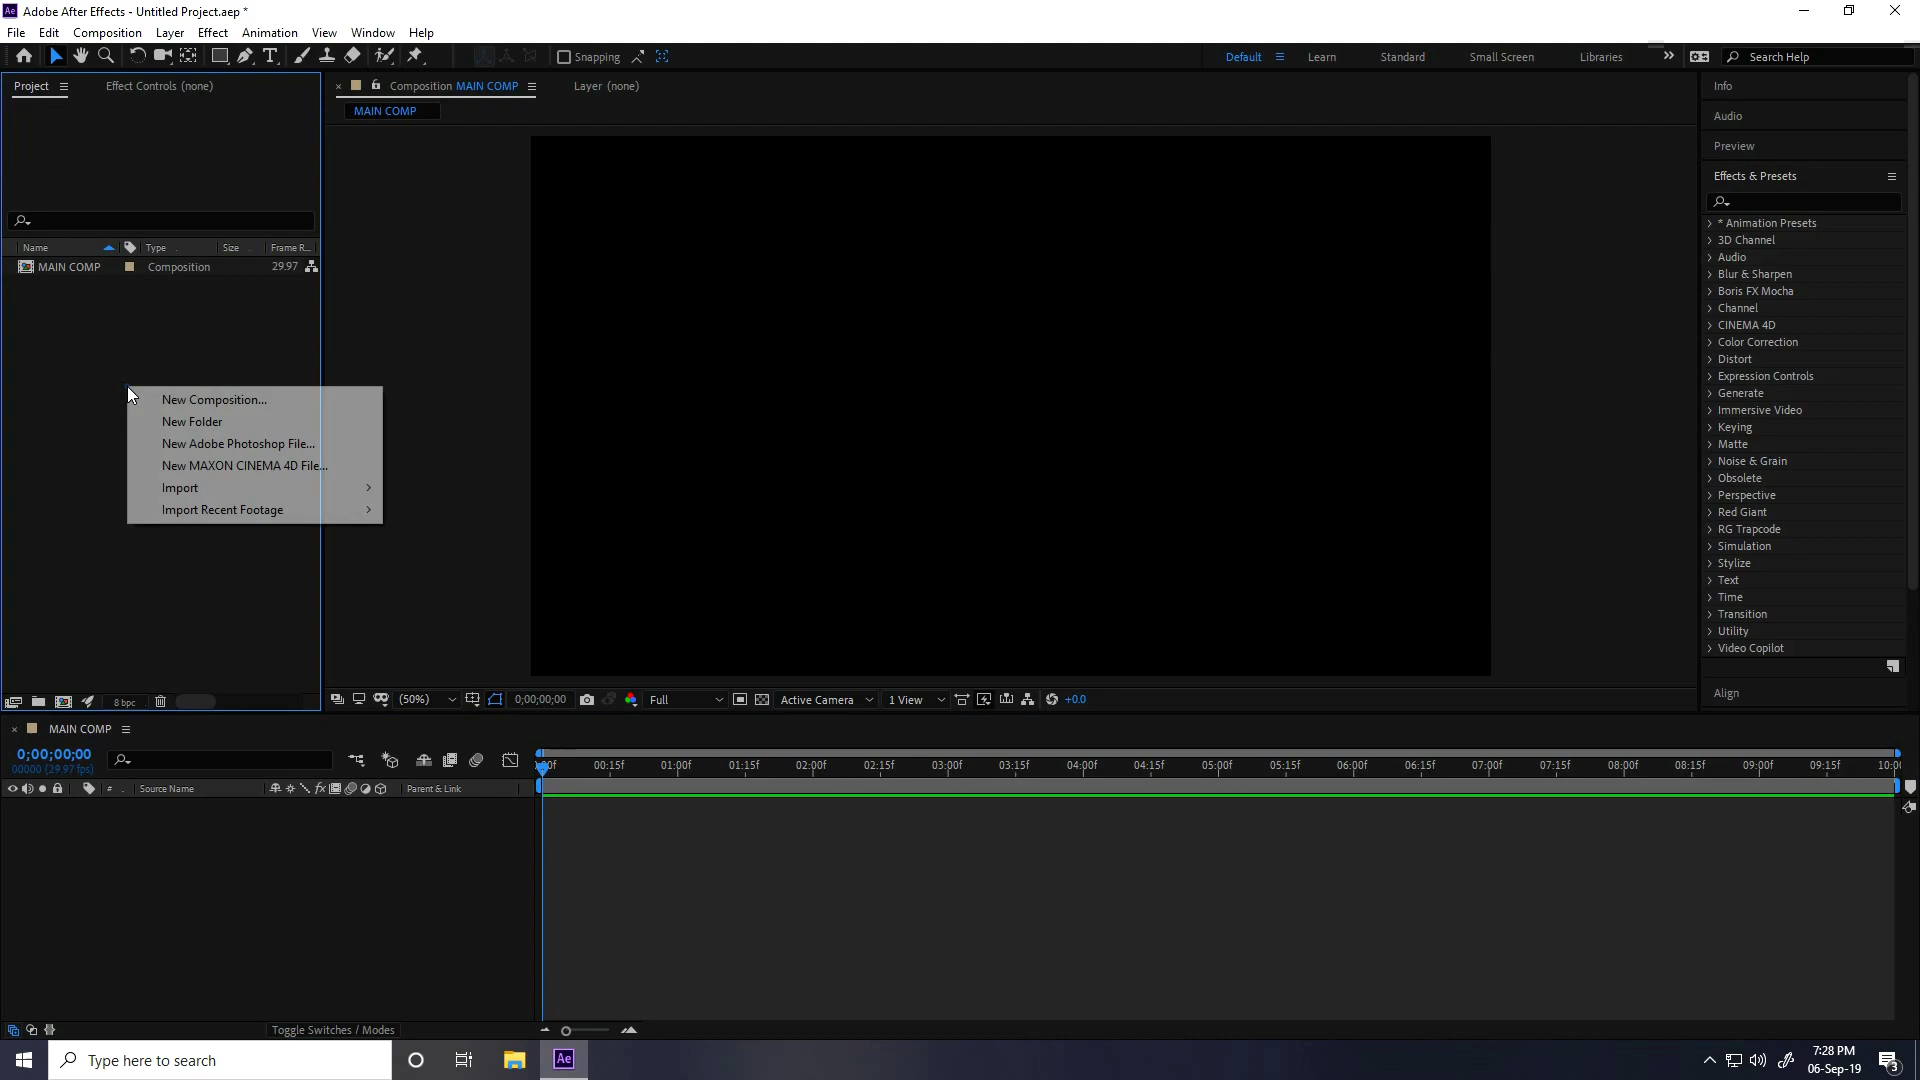 Ae Adobe After Effects - Untitled Project.aep *
File Edit Composition Layer Effect Animation View Window Help
Snapping Default Learn Standard Small Screen Libraries Search Help
Project Effect Controls (none)
Composition MAIN COMP Layer (none)
MAIN COMP
Name Type Size Frame R...
MAIN COMP Composition 29.97
New Composition...
New Folder
New Adobe Photoshop File...
New MAXON CINEMA 4D File...
Import
Import Recent Footage
8 bpc
(50%) 0;00;00;00 Full Active Camera 1 View +0.0
Info
Audio
Preview
Effects & Presets
* Animation Presets
3D Channel
Audio
Blur & Sharpen
Boris FX Mocha
Channel
CINEMA 4D
Color Correction
Distort
Expression Controls
Generate
Immersive Video
Keying
Matte
Noise & Grain
Obsolete
Perspective
Red Giant
RG Trapcode
Simulation
Stylize
Text
Time
Transition
Utility
Video Copilot
Align
MAIN COMP
0;00;00;00
00000 (29.97 fps)
00f 00:15f 01:00f 01:15f 02:00f 02:15f 03:00f 03:15f 04:00f 04:15f 05:00f 05:15f 06:00f 06:15f 07:00f 07:15f 08:00f 08:15f 09:00f 09:15f 10:00
# Source Name fx Parent & Link
Toggle Switches / Modes
Type here to search
Ae
7:28 PM
06-Sep-19
3